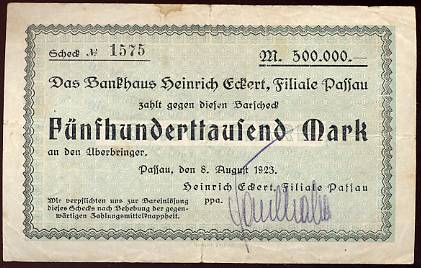 Scheck № 1575 M. 500.000.—
Das Bankhaus Heinrich Eckert, Filiale Passau
zahlt gegen diesen Barscheck
Fünfhunderttausend Mark
an den Überbringer.
Passau, den 8. August 1923.
Heinrich Eckert, Filiale Passau
ppa.
Wir verpflichten uns zur Bareinlösung
dieses Schecks nach Behebung der gegen-
wärtigen Zahlungsmittelknappheit.